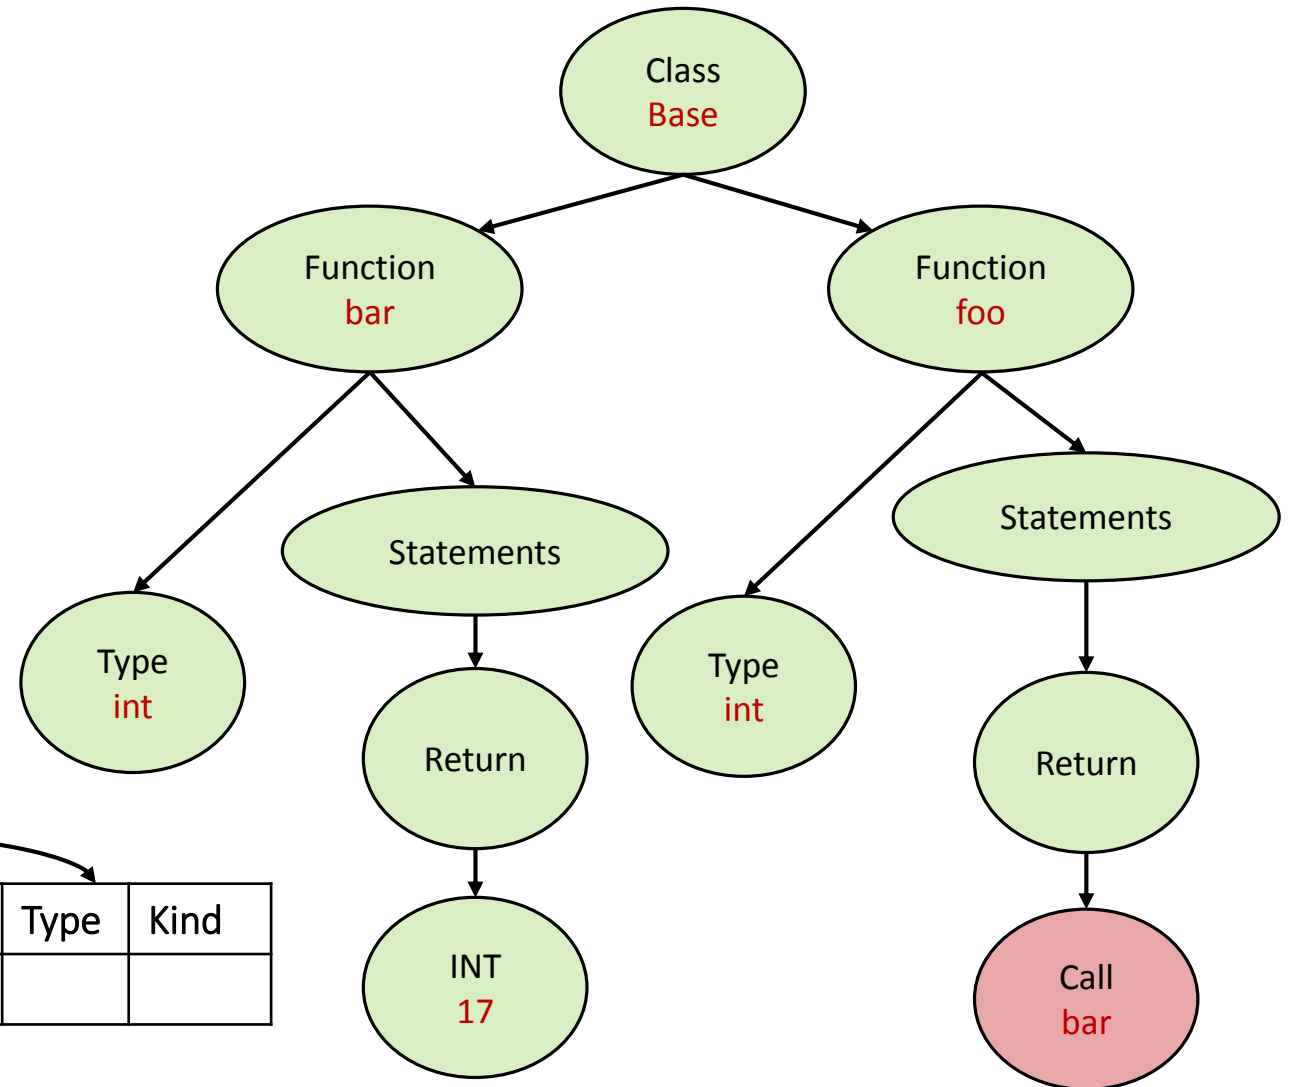 Class
Base
Function
bar
Function
foo
Statements
Statements
Type
int
Type
int
Return
Return
Type Kind
INT
17
Call
bar